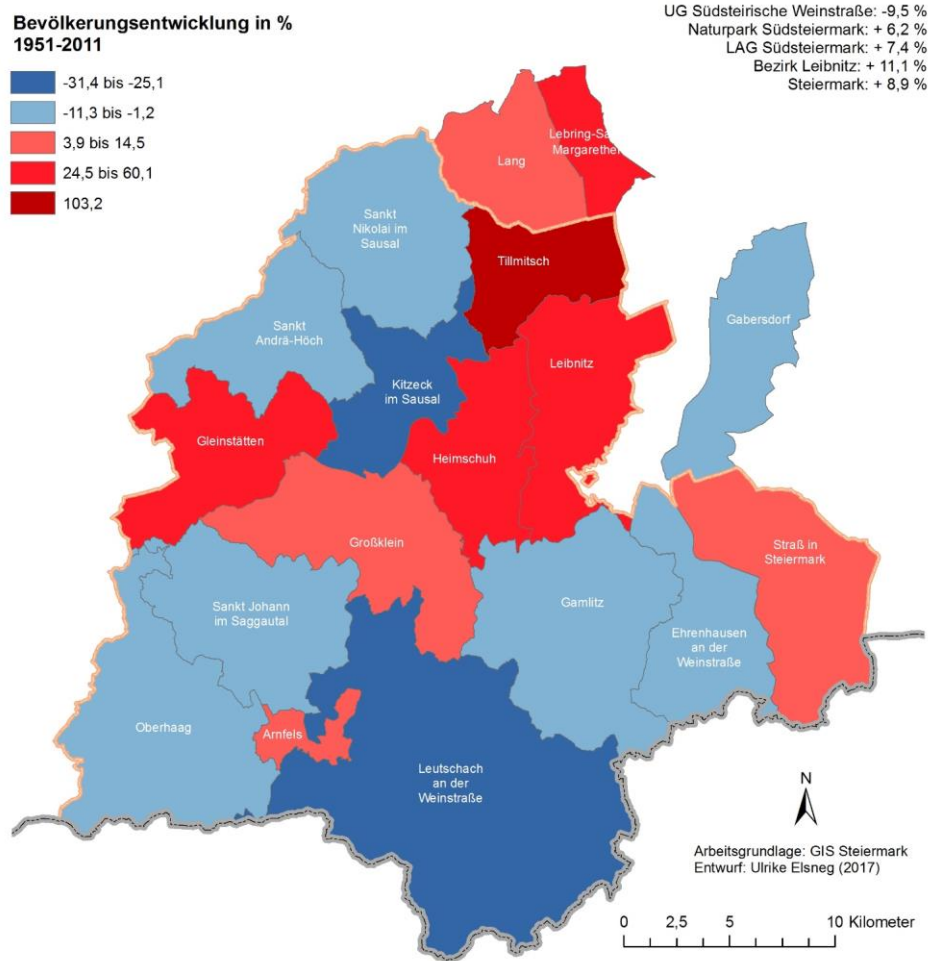 Bevölkerungsentwicklung in %
1951-2011
-31,4 bis -25,1
-11,3 bis -1,2
3,9 bis 14,5
24,5 bis 60,1
103,2
UG Südsteirische Weinstraße: -9,5 %
Naturpark Südsteiermark: + 6,2 %
LAG Südsteiermark: + 7,4 %
Bezirk Leibnitz: + 11,1 %
Steiermark: + 8,9 %
Lebring-Sa
Margarethe
Lang
Sankt
Nikolai im
Sausal
Tillmitsch
Gabersdorf
Sankt
Andrä-Höch
Leibnitz
Kitzeck
im Sausal
Gleinstätten
Heimschuh
Großklein
Straß in
Steiermark
Sankt Johann
im Saggautal
Gamlitz
Ehrenhausen
an der
Weinstraße
Oberhaag
Arnfels
Leutschach
an der
Weinstraße
N
Arbeitsgrundlage: GIS Steiermark
Entwurf: Ulrike Elsneg (2017)
0 2,5 5 10 Kilometer